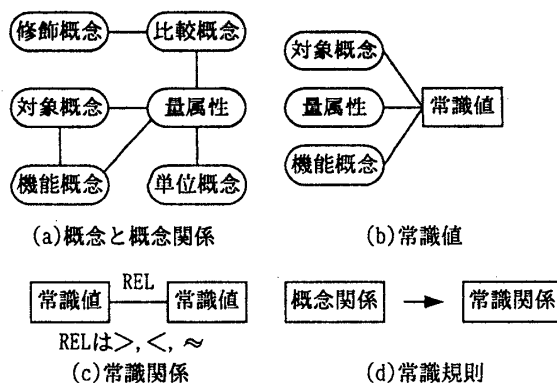 修飾概念 比較概念
対象概念 量属性
機能概念 単位概念
(a)概念と概念関係
対象概念
量属性 常識値
機能概念
(b)常識値
常識値 REL 常識値
RELは>, <, ≈
(c)常識関係
概念関係 → 常識関係
(d)常識規則